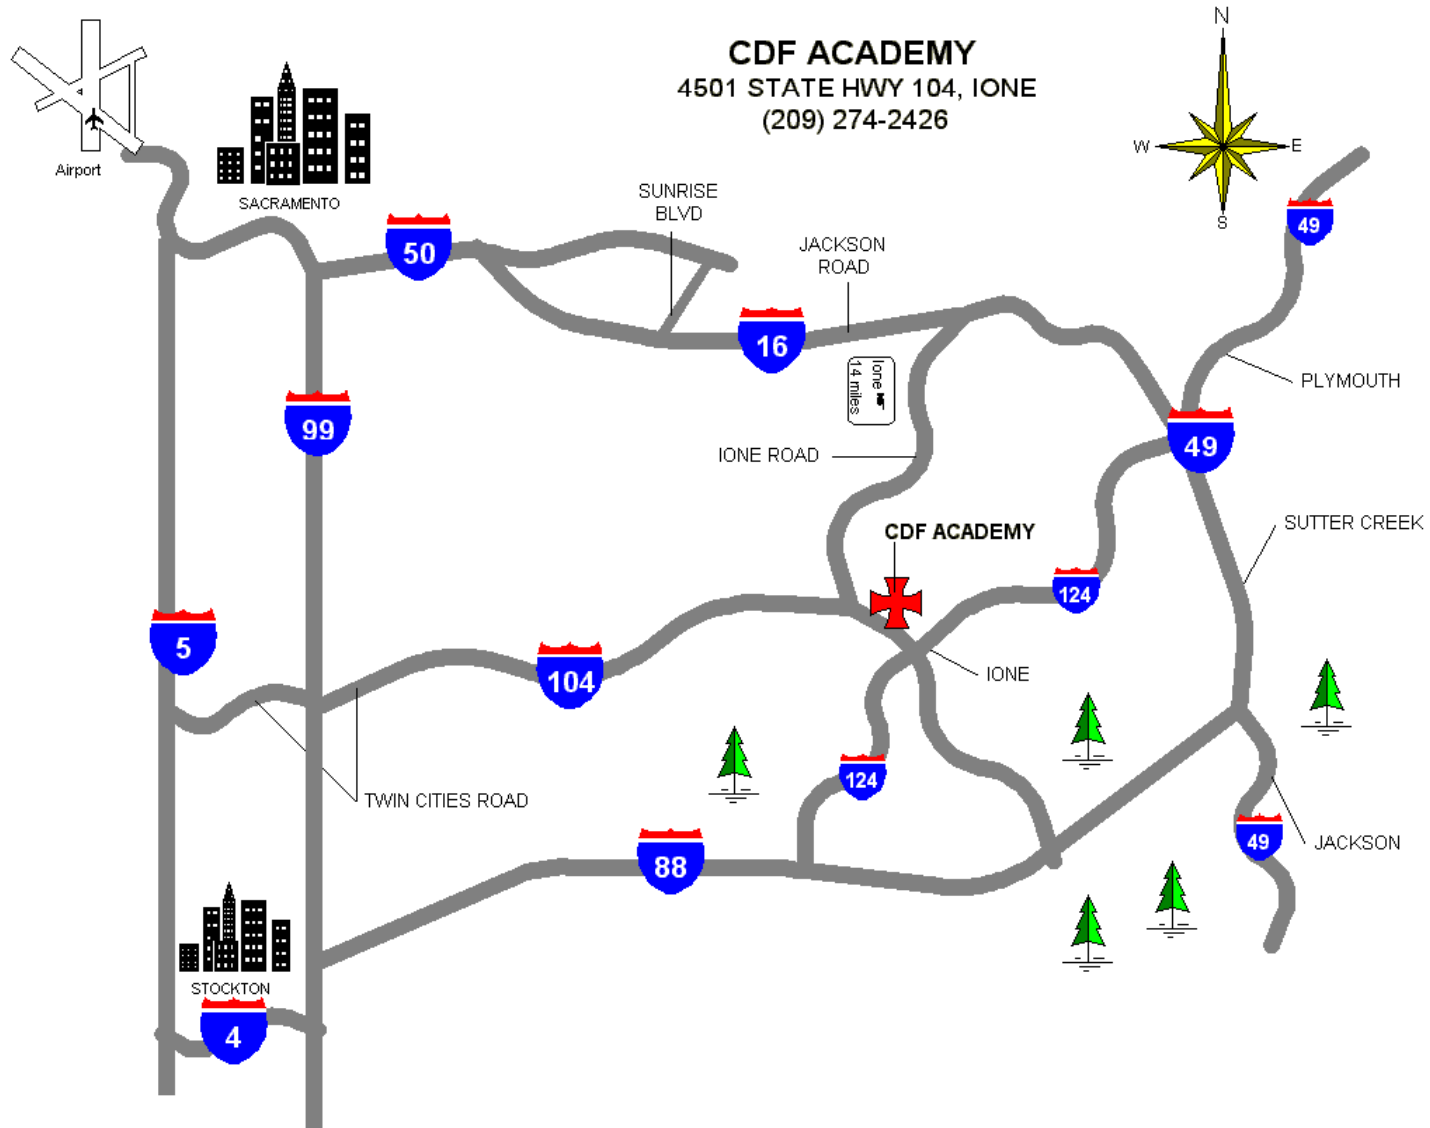 CDF ACADEMY
4501 STATE HWY 104, IONE
(209) 274-2426
N
W
E
S
Airport
SACRAMENTO
SUNRISE
BLVD
JACKSON
ROAD
49
50
16
Ione
14 miles
PLYMOUTH
99
IONE ROAD
49
CDF ACADEMY
SUTTER CREEK
124
5
104
IONE
124
TWIN CITIES ROAD
88
49
JACKSON
STOCKTON
4